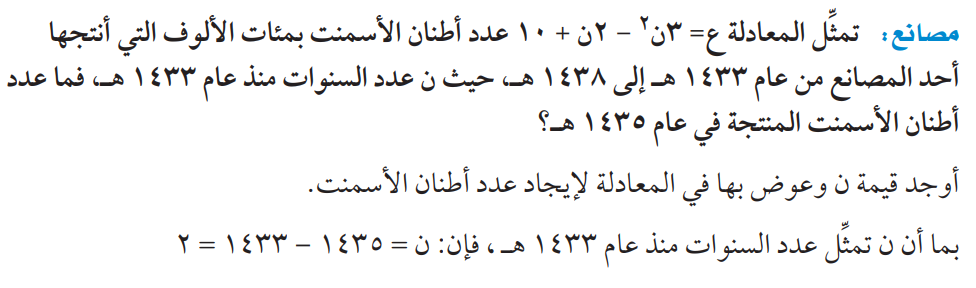 مصانع: تمثِّل المعادلة ع= ٣ن٢ – ٢ن + ١٠ عدد أطنان الأسمنت بمئات الألوف التي أنتجها
أحد المصانع من عام ١٤٣٣ هـ إلى ١٤٣٨ هـ، حيث ن عدد السنوات منذ عام ١٤٣٣ هـ، فما عدد
أطنان الأسمنت المنتجة في عام ١٤٣٥ هـ؟
أوجد قيمة ن وعوض بها في المعادلة لإيجاد عدد أطنان الأسمنت.
بما أن ن تمثِّل عدد السنوات منذ عام ١٤٣٣ هـ ، فإن: ن = ١٤٣٥ – ١٤٣٣ = ٢